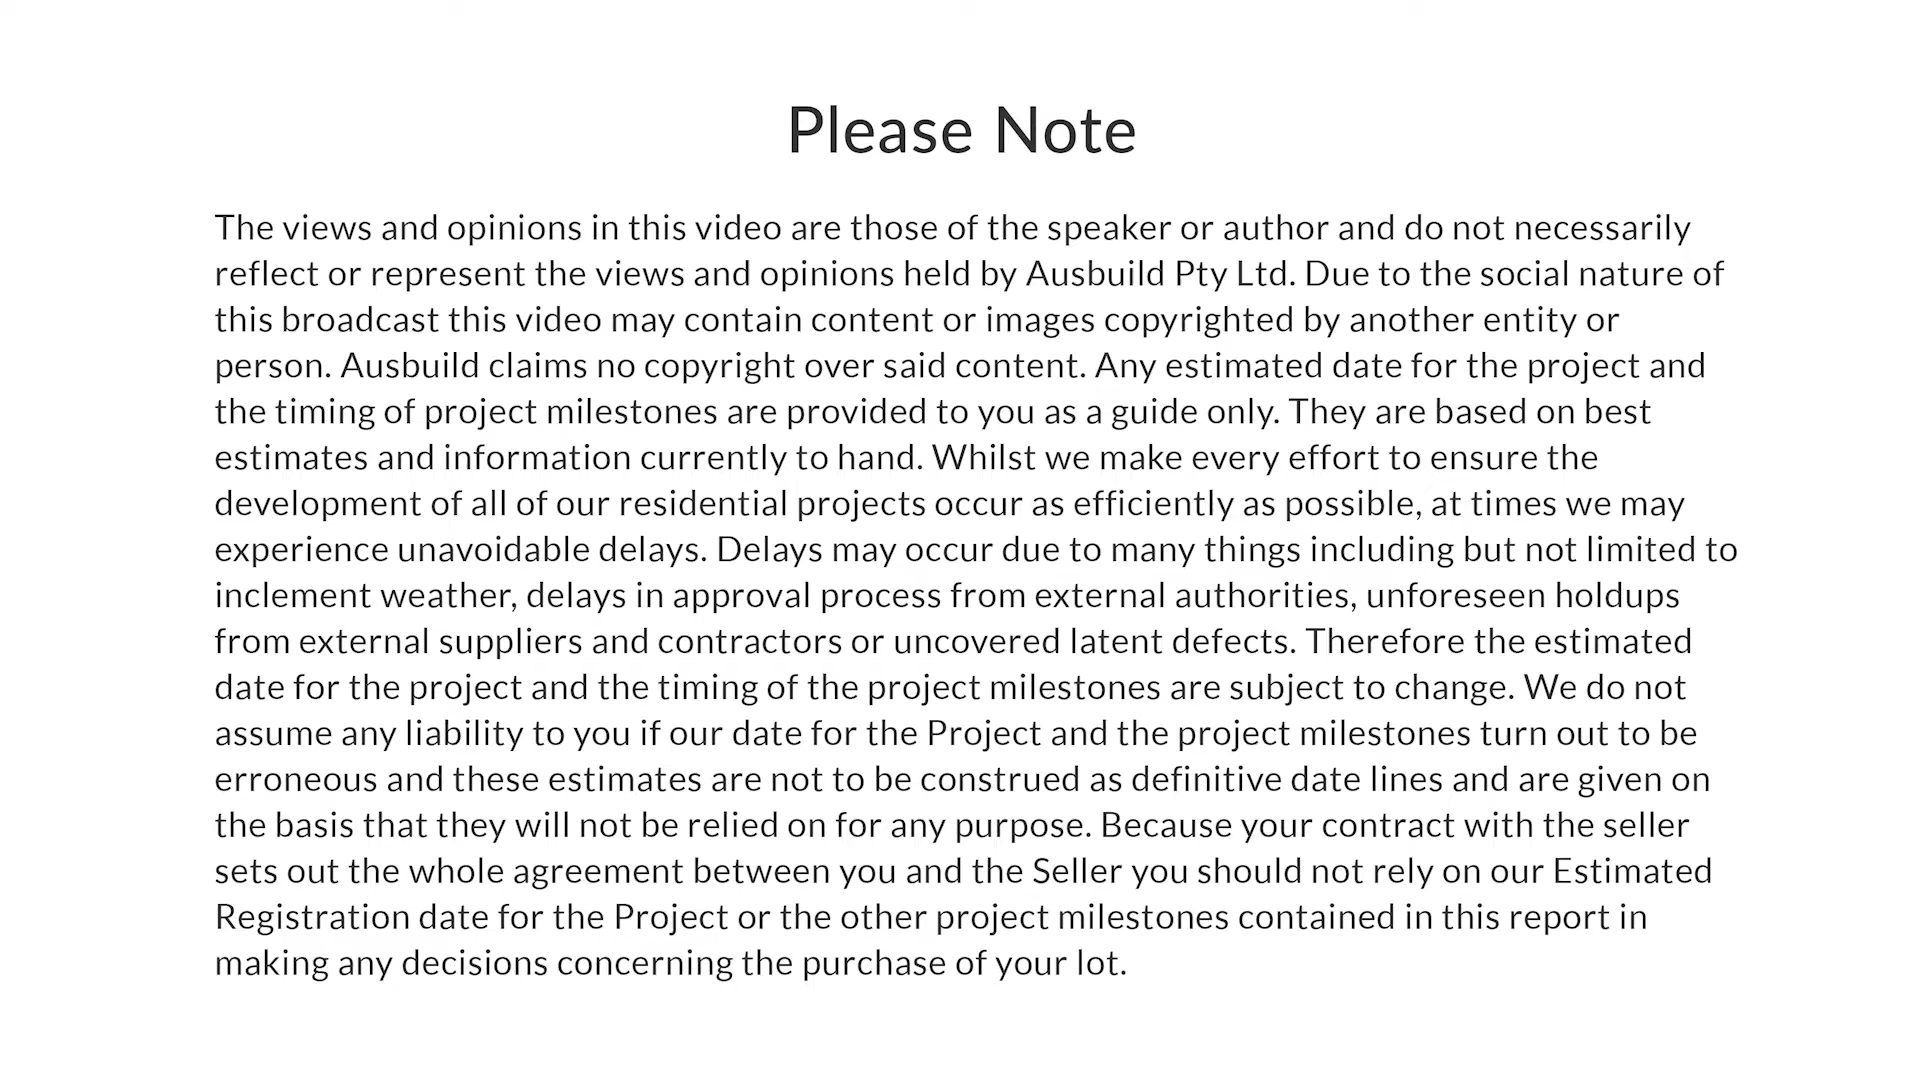 Please Note
The views and opinions in this video are those of the speaker or author and do not necessarily
reflect or represent the views and opinions held by Ausbuild Pty Ltd. Due to the social nature of
this broadcast this video may contain content or images copyrighted by another entity or
person. Ausbuild claims no copyright over said content. Any estimated date for the project and
the timing of project milestones are provided to you as a guide only. They are based on best
estimates and information currently to hand. Whilst we make every effort to ensure the
development of all of our residential projects occur as efficiently as possible, at times we may
experience unavoidable delays. Delays may occur due to many things including but not limited to
inclement weather, delays in approval process from external authorities, unforeseen holdups
from external suppliers and contractors or uncovered latent defects. Therefore the estimated
date for the project and the timing of the project milestones are subject to change. We do not
assume any liability to you if our date for the Project and the project milestones turn out to be
erroneous and these estimates are not to be construed as definitive date lines and are given on
the basis that they will not be relied on for any purpose. Because your contract with the seller
sets out the whole agreement between you and the Seller you should not rely on our Estimated
Registration date for the Project or the other project milestones contained in this report in
making any decisions concerning the purchase of your lot.